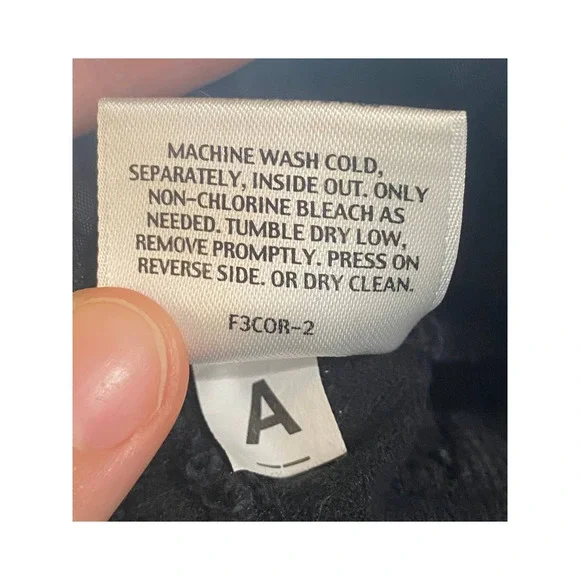 MACHINE WASH COLD,
SEPARATELY, INSIDE OUT. ONLY
NON-CHLORINE BLEACH AS
NEEDED. TUMBLE DRY LOW,
REMOVE PROMPTLY. PRESS ON
REVERSE SIDE. OR DRY CLEAN.
F3COR-2
A